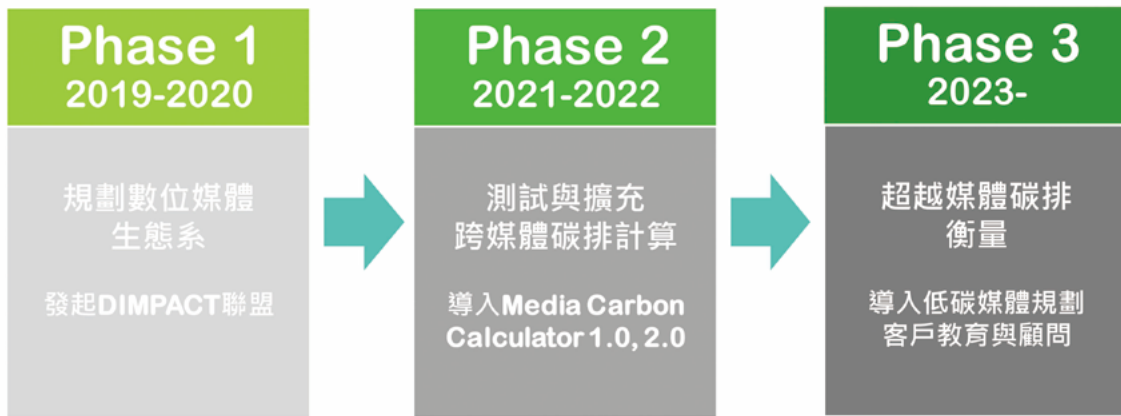 Phase 1
2019-2020
規劃數位媒體
生態系
發起DIMPACT聯盟
Phase 2
2021-2022
測試與擴充
跨媒體碳排計算
導入Media Carbon
Calculator 1.0, 2.0
Phase 3
2023-
超越媒體碳排
衡量
導入低碳媒體規劃
客戶教育與顧問